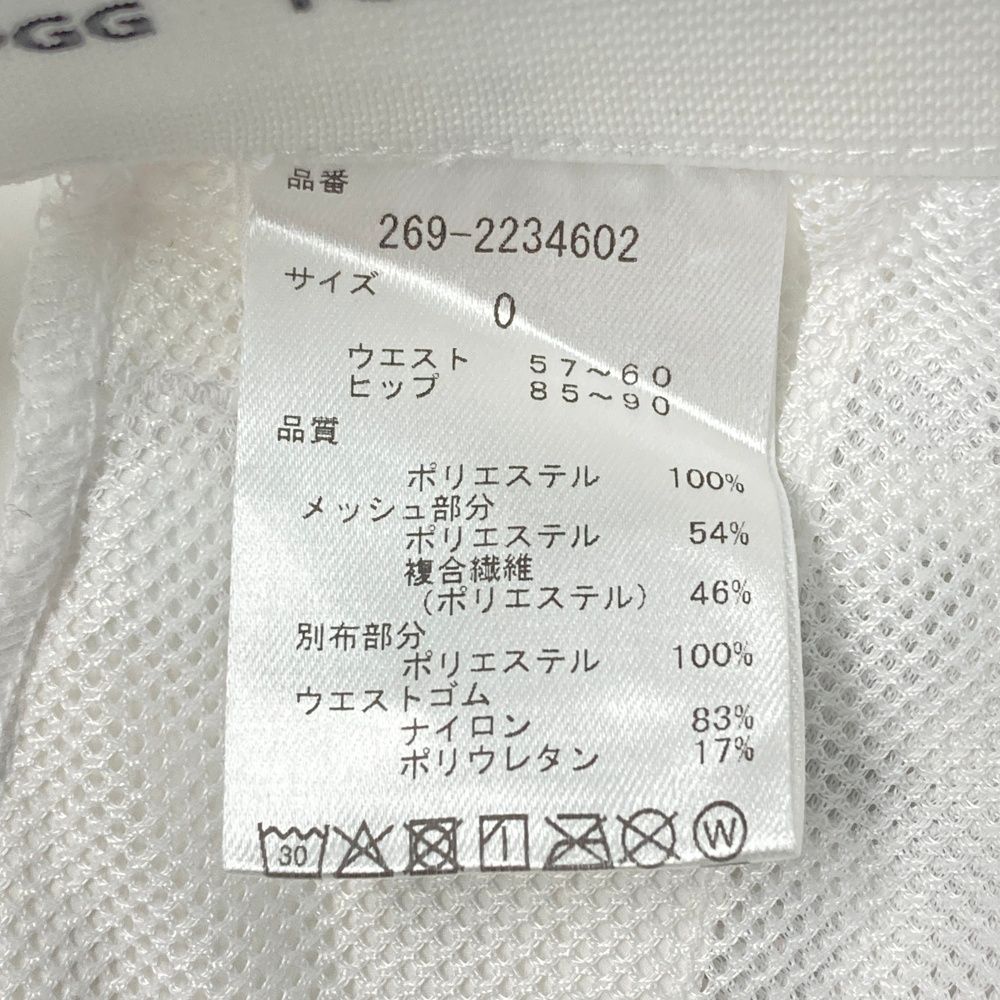 GG
品番
269-2234602
サイズ
0
ウエスト 57～60
ヒップ 85～90
品質
ポリエステル 100%
メッシュ部分
ポリエステル 54%
複合繊維
(ポリエステル) 46%
別布部分
ポリエステル 100%
ウエストゴム
ナイロン 83%
ポリウレタン 17%
30
W